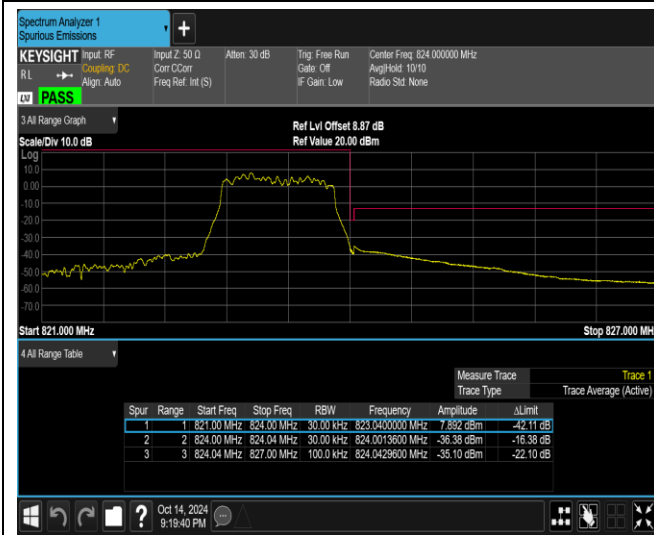 Spectrum Analyzer 1
Spurious Emissions
KEYSIGHT Input: RF Input Z: 50 Ω Atten: 30 dB Trig: Free Run Center Freq: 824.000000 MHz
RL Coupling: DC Corr CCorr Gate: Off Avg|Hold: 10/10
Align: Auto Freq Ref: Int (S) IF Gain: Low Radio Std: None
LXI PASS
3 All Range Graph
Ref Lvl Offset 8.87 dB
Scale/Div 10.0 dB Ref Value 20.00 dBm
Log
10.0
0.00
-10.0
-20.0
-30.0
-40.0
-50.0
-60.0
-70.0
Start 821.000 MHz Stop 827.000 MH
4 All Range Table
Measure Trace Trace 1
Trace Type Trace Average (Active)
Spur Range Start Freq Stop Freq RBW Frequency Amplitude ΔLimit
1 1 821.00 MHz 824.00 MHz 30.00 kHz 823.0400000 MHz 7.892 dBm -42.11 dB
2 2 824.00 MHz 824.04 MHz 30.00 kHz 824.0013600 MHz -36.38 dBm -16.38 dB
3 3 824.04 MHz 827.00 MHz 100.0 kHz 824.0429600 MHz -35.10 dBm -22.10 dB
? Oct 14, 2024
9:19:40 PM